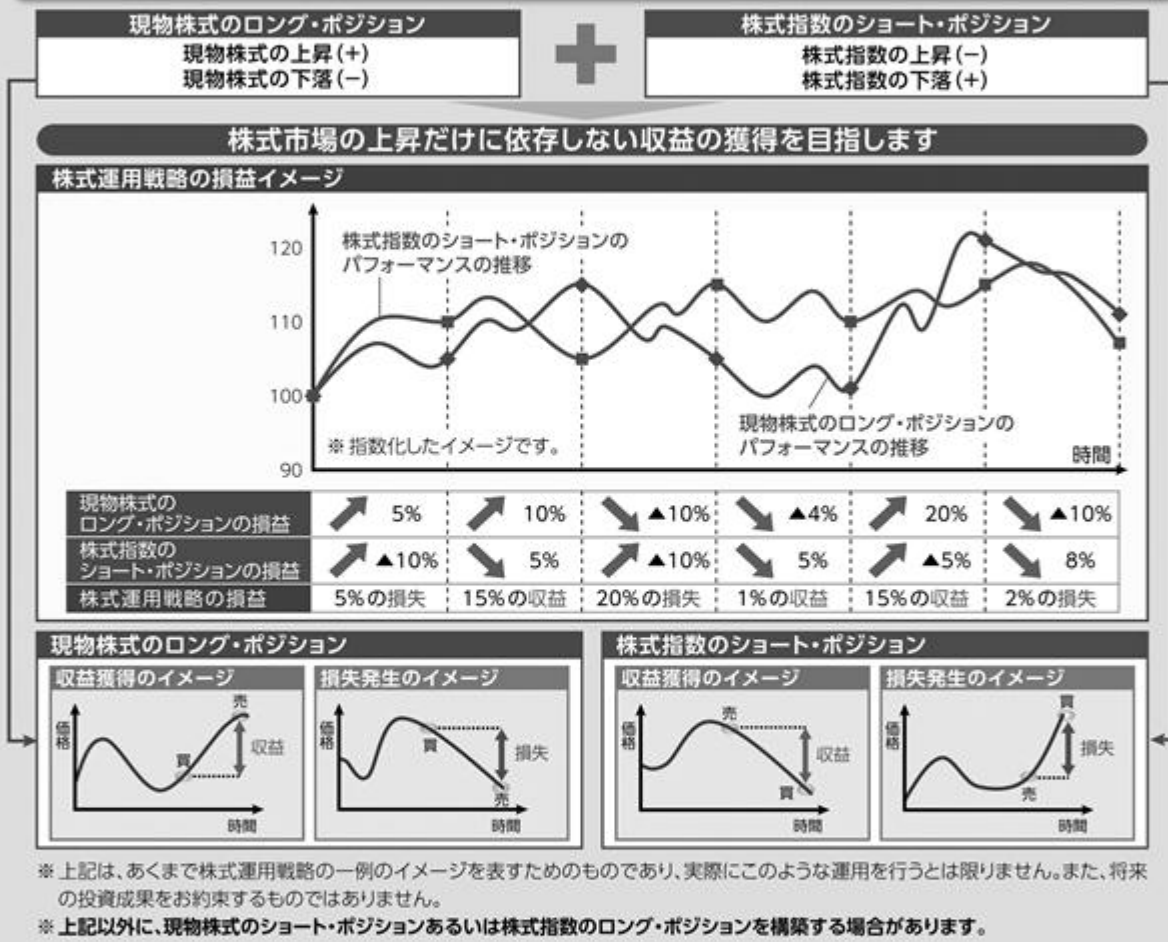 現物株式のロング・ポジション
現物株式の上昇(+)
現物株式の下落(−)
株式指数のショート・ポジション
株式指数の上昇(−)
株式指数の下落(+)
株式市場の上昇だけに依存しない収益の獲得を目指します
株式運用戦略の損益イメージ
120
110
100
90
株式指数のショート・ポジションの
パフォーマンスの推移
現物株式のロング・ポジションの
パフォーマンスの推移
※ 指数化したイメージです。
時間
現物株式の
ロング・ポジションの損益
5% 10% ▲10% ▲4% 20% ▲10%
株式指数の
ショート・ポジションの損益
▲10% 5% ▲10% 5% ▲5% 8%
株式運用戦略の損益 5%の損失 15%の収益 20%の損失 1%の収益 15%の収益 2%の損失
現物株式のロング・ポジション
収益獲得のイメージ
価格
買
売
収益
時間
損失発生のイメージ
価格
買
売
損失
時間
株式指数のショート・ポジション
収益獲得のイメージ
価格
売
買
収益
時間
損失発生のイメージ
価格
売
買
損失
時間
※ 上記は、あくまで株式運用戦略の一例のイメージを表すためのものであり、実際にこのような運用を行うとは限りません。また、将来
の投資成果をお約束するものではありません。
※ 上記以外に、現物株式のショート・ポジションあるいは株式指数のロング・ポジションを構築する場合があります。